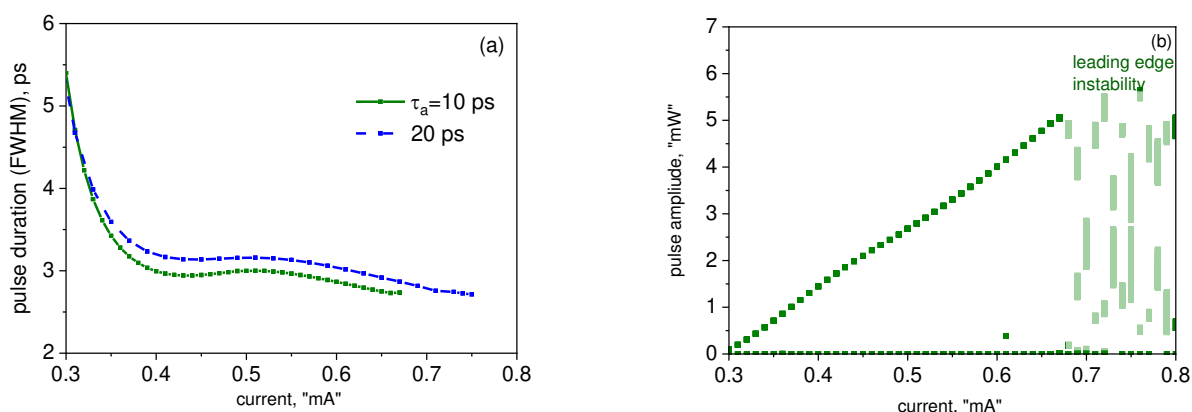 6
5
4
3
2
pulse duration (FWHM), ps
(a)
τa=10 ps
20 ps
0.3 0.4 0.5 0.6 0.7 0.8
current, "mA"
7
6
5
4
3
2
1
0
pulse ampliude, "mW"
(b)
leading edge
instability
0.3 0.4 0.5 0.6 0.7 0.8
current, "mA"